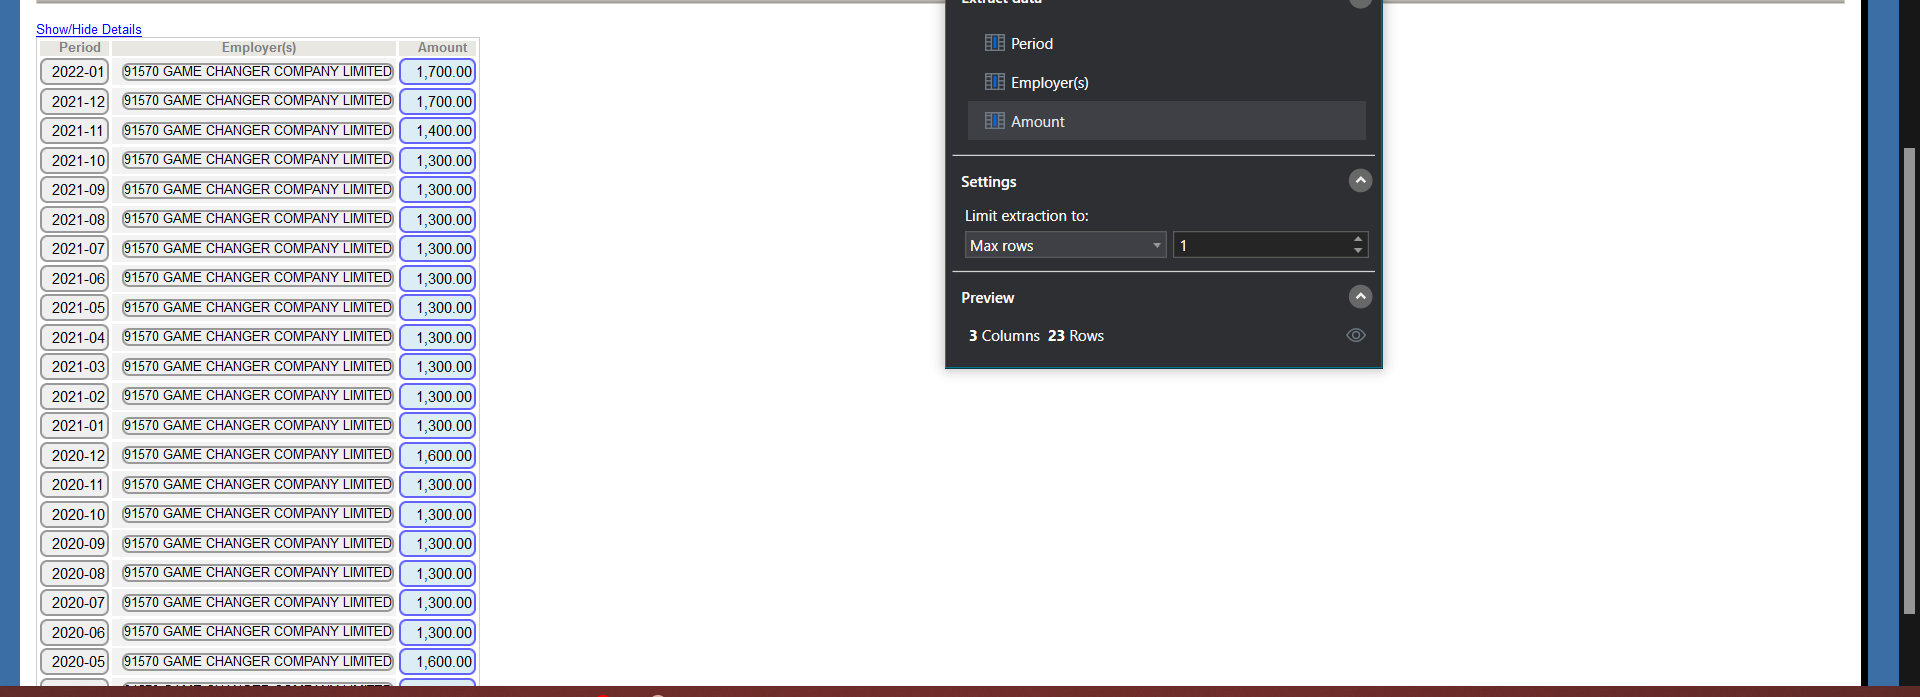 Show/Hide Details
Period Employer(s) Amount
2022-01 91570 GAME CHANGER COMPANY LIMITED 1,700.00
2021-12 91570 GAME CHANGER COMPANY LIMITED 1,700.00
2021-11 91570 GAME CHANGER COMPANY LIMITED 1,400.00
2021-10 91570 GAME CHANGER COMPANY LIMITED 1,300.00
2021-09 91570 GAME CHANGER COMPANY LIMITED 1,300.00
2021-08 91570 GAME CHANGER COMPANY LIMITED 1,300.00
2021-07 91570 GAME CHANGER COMPANY LIMITED 1,300.00
2021-06 91570 GAME CHANGER COMPANY LIMITED 1,300.00
2021-05 91570 GAME CHANGER COMPANY LIMITED 1,300.00
2021-04 91570 GAME CHANGER COMPANY LIMITED 1,300.00
2021-03 91570 GAME CHANGER COMPANY LIMITED 1,300.00
2021-02 91570 GAME CHANGER COMPANY LIMITED 1,300.00
2021-01 91570 GAME CHANGER COMPANY LIMITED 1,300.00
2020-12 91570 GAME CHANGER COMPANY LIMITED 1,600.00
2020-11 91570 GAME CHANGER COMPANY LIMITED 1,300.00
2020-10 91570 GAME CHANGER COMPANY LIMITED 1,300.00
2020-09 91570 GAME CHANGER COMPANY LIMITED 1,300.00
2020-08 91570 GAME CHANGER COMPANY LIMITED 1,300.00
2020-07 91570 GAME CHANGER COMPANY LIMITED 1,300.00
2020-06 91570 GAME CHANGER COMPANY LIMITED 1,300.00
2020-05 91570 GAME CHANGER COMPANY LIMITED 1,600.00
Extract data
Period
Employer(s)
Amount
Settings
Limit extraction to:
Max rows 1
Preview
3 Columns 23 Rows